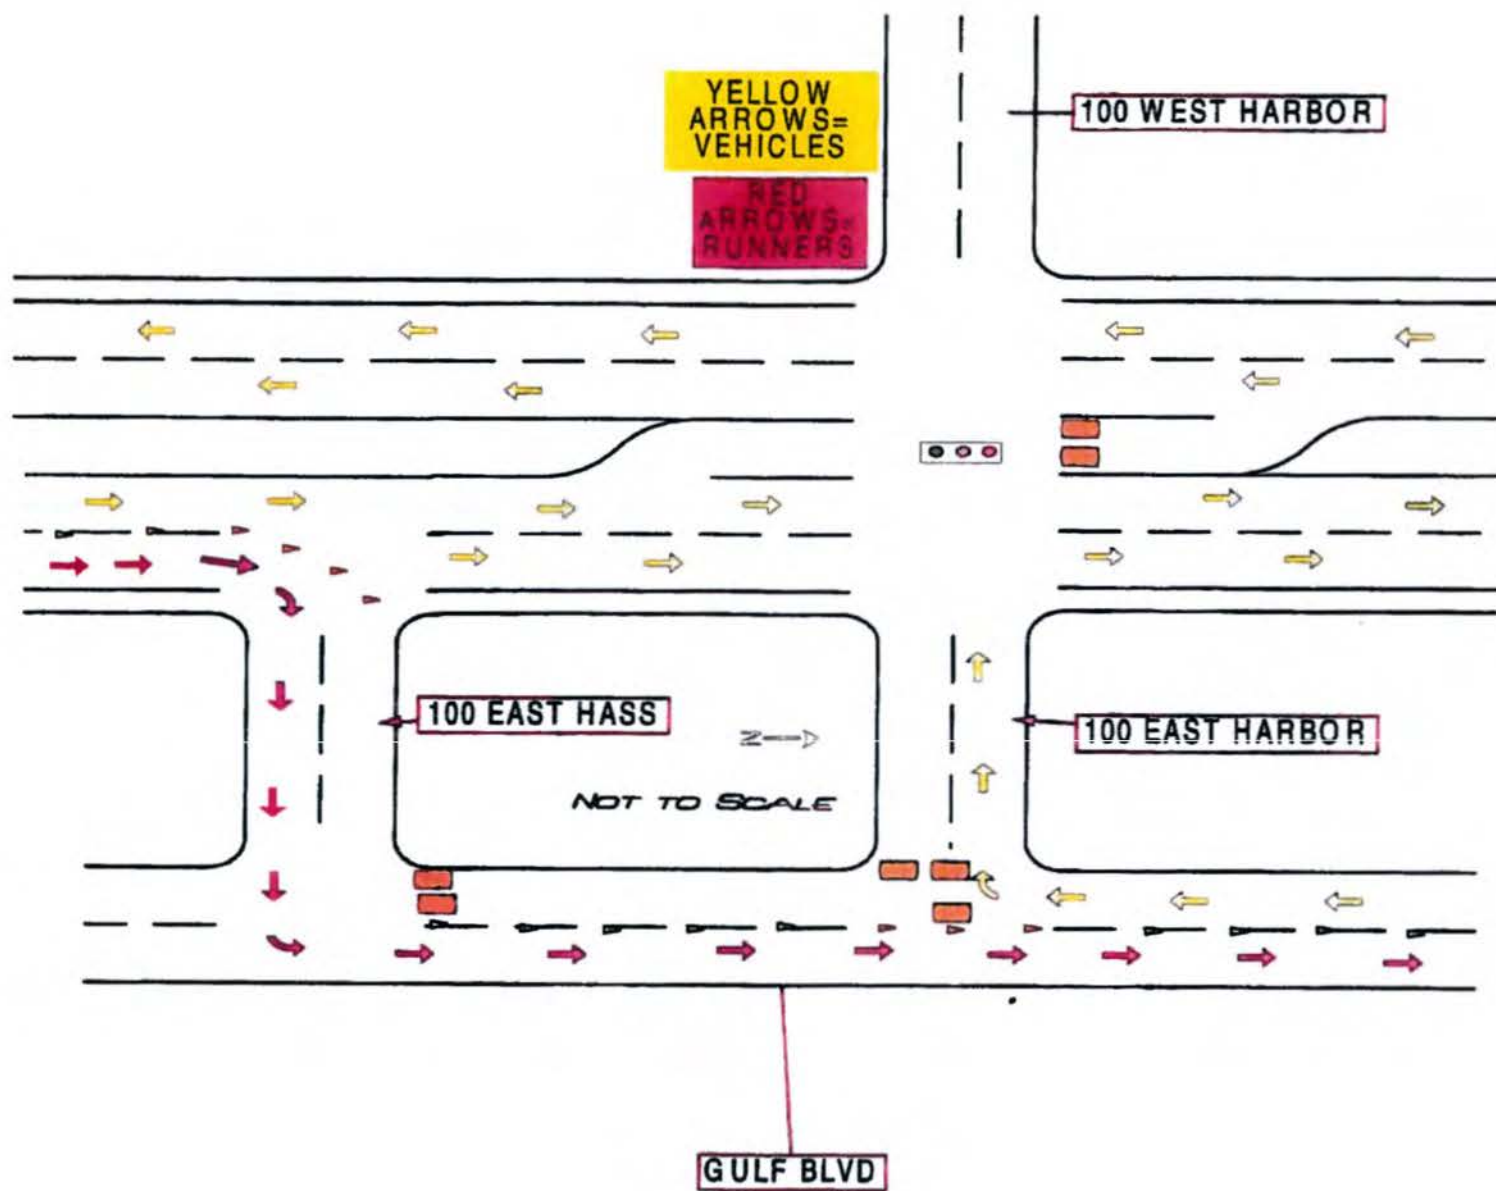 YELLOW
ARROWS=
VEHICLES
100 WEST HARBOR
RED
ARROWS=
RUNNERS
100 EAST HASS
N
100 EAST HARBOR
NOT TO SCALE
GULF BLVD